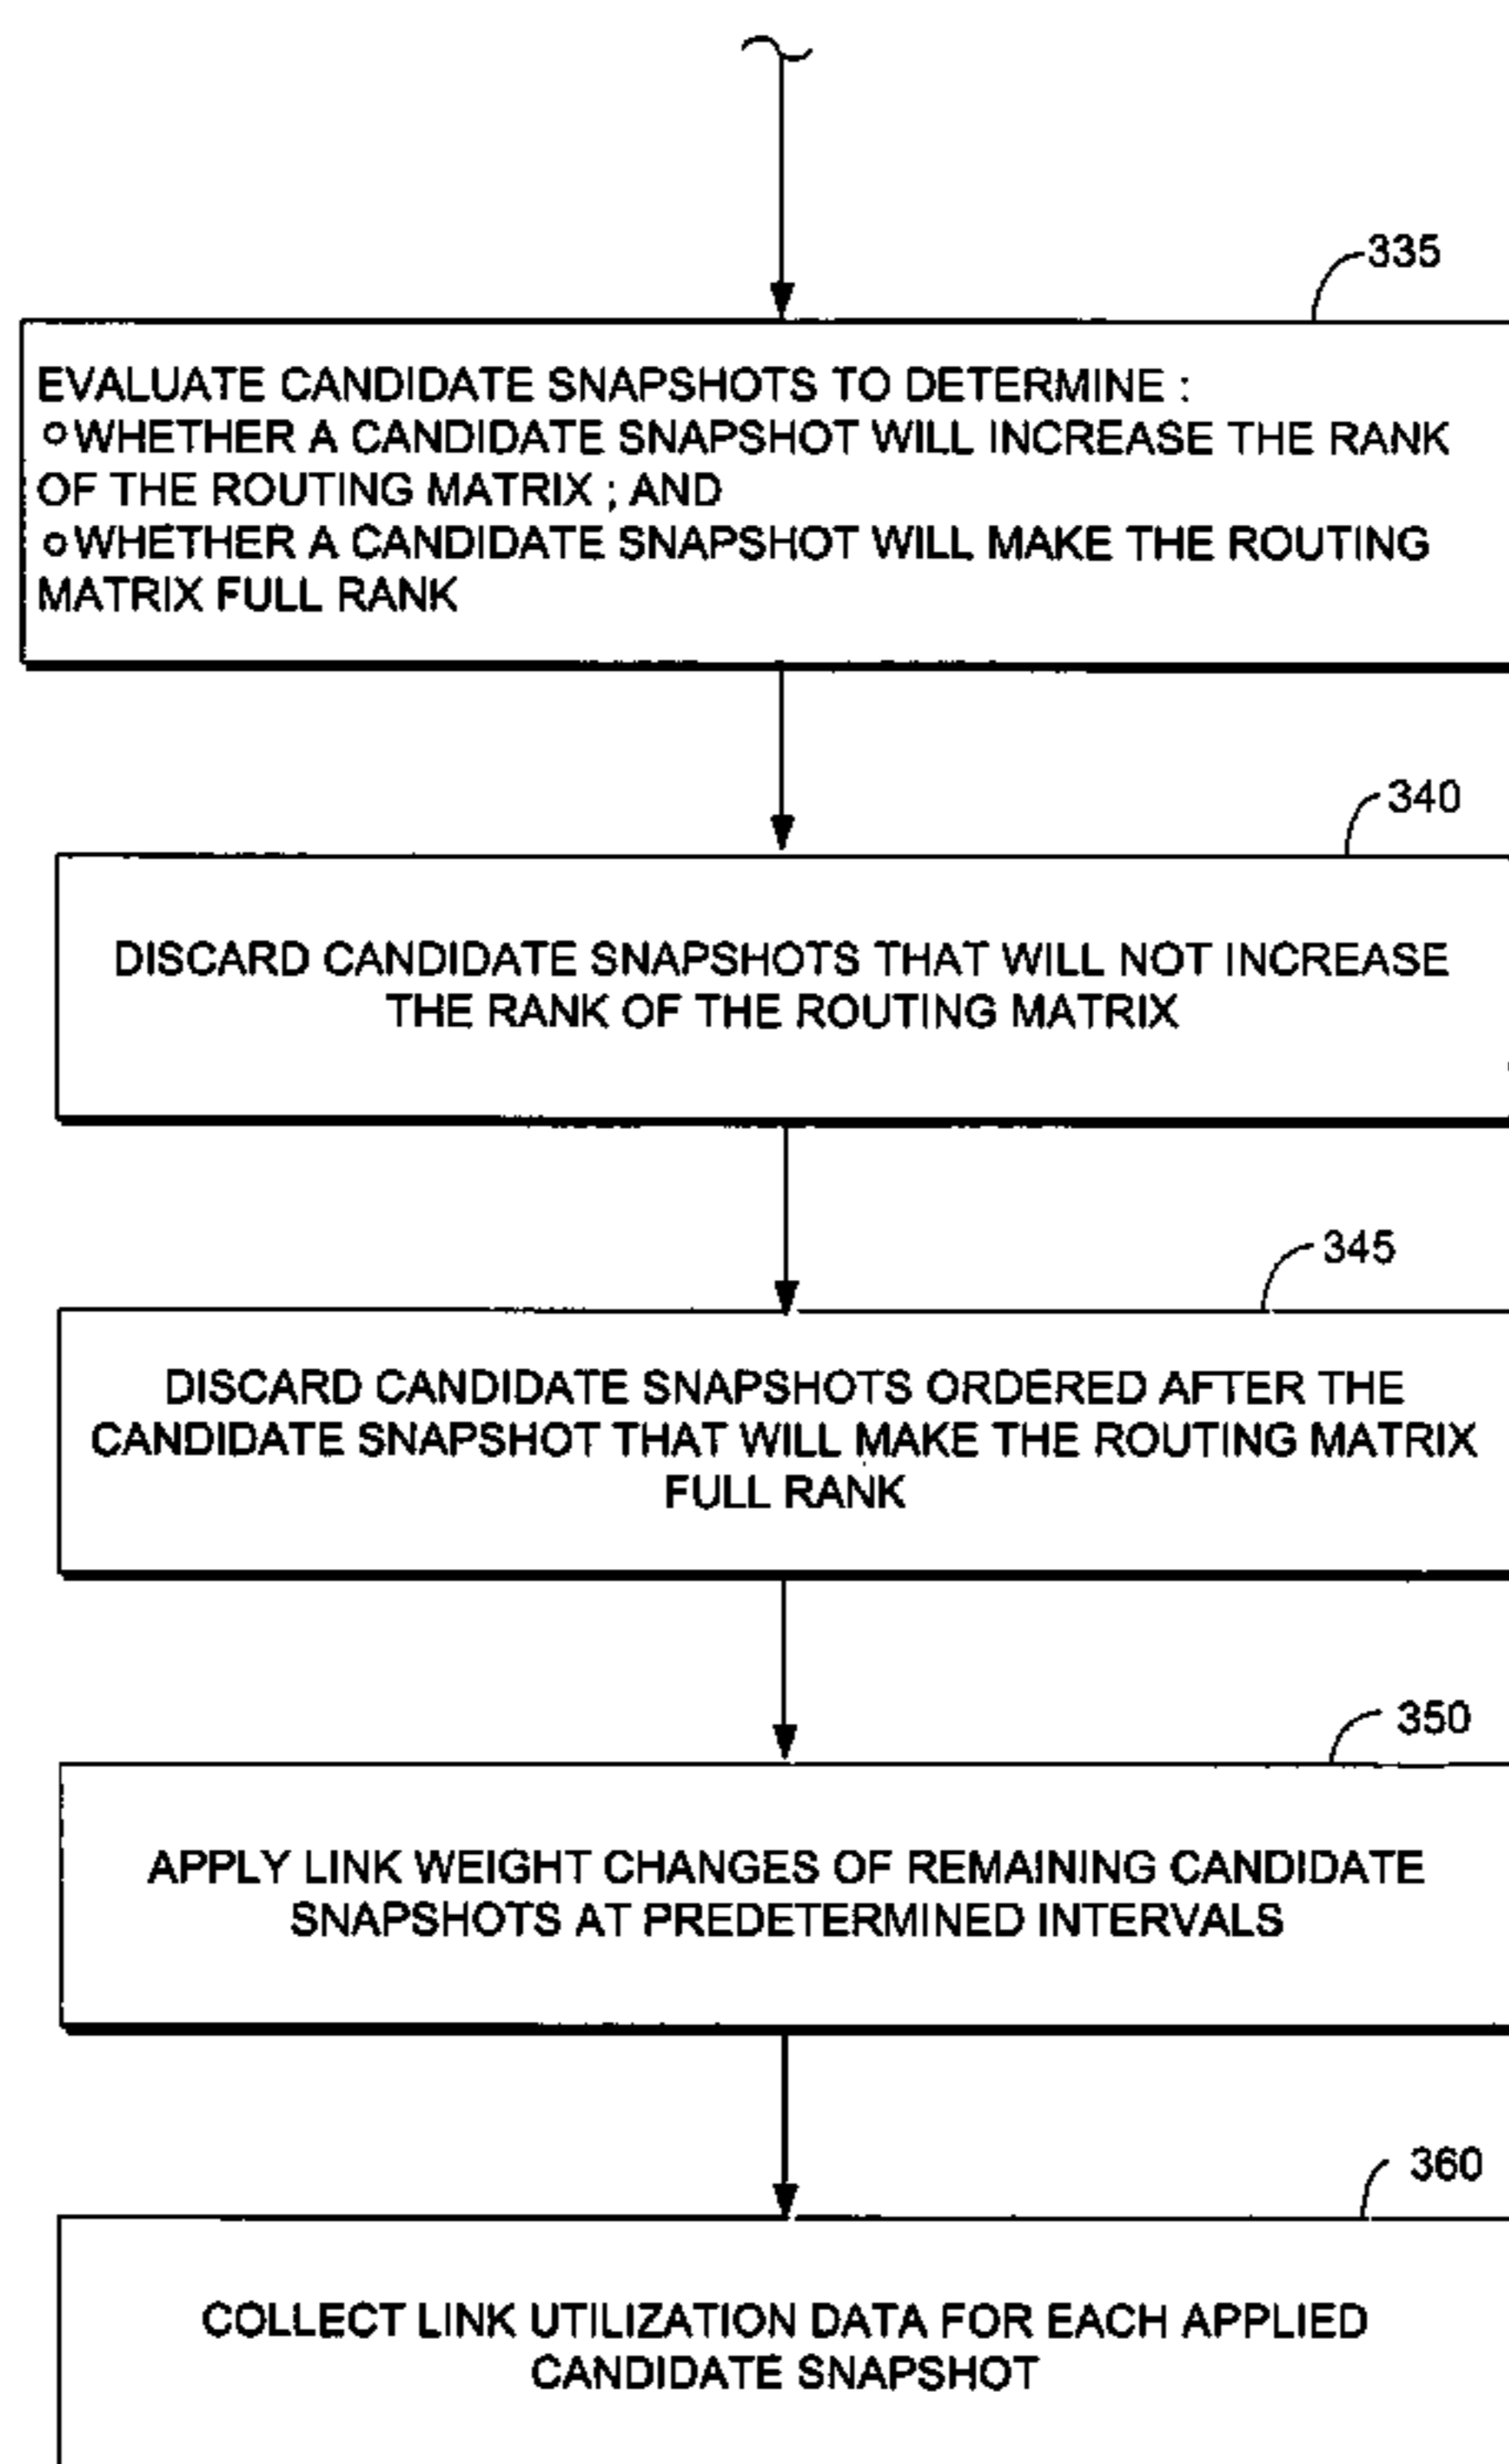 335
EVALUATE CANDIDATE SNAPSHOTS TO DETERMINE :
o WHETHER A CANDIDATE SNAPSHOT WILL INCREASE THE RANK
OF THE ROUTING MATRIX ; AND
o WHETHER A CANDIDATE SNAPSHOT WILL MAKE THE ROUTING
MATRIX FULL RANK
340
DISCARD CANDIDATE SNAPSHOTS THAT WILL NOT INCREASE
THE RANK OF THE ROUTING MATRIX
345
DISCARD CANDIDATE SNAPSHOTS ORDERED AFTER THE
CANDIDATE SNAPSHOT THAT WILL MAKE THE ROUTING MATRIX
FULL RANK
350
APPLY LINK WEIGHT CHANGES OF REMAINING CANDIDATE
SNAPSHOTS AT PREDETERMINED INTERVALS
360
COLLECT LINK UTILIZATION DATA FOR EACH APPLIED
CANDIDATE SNAPSHOT